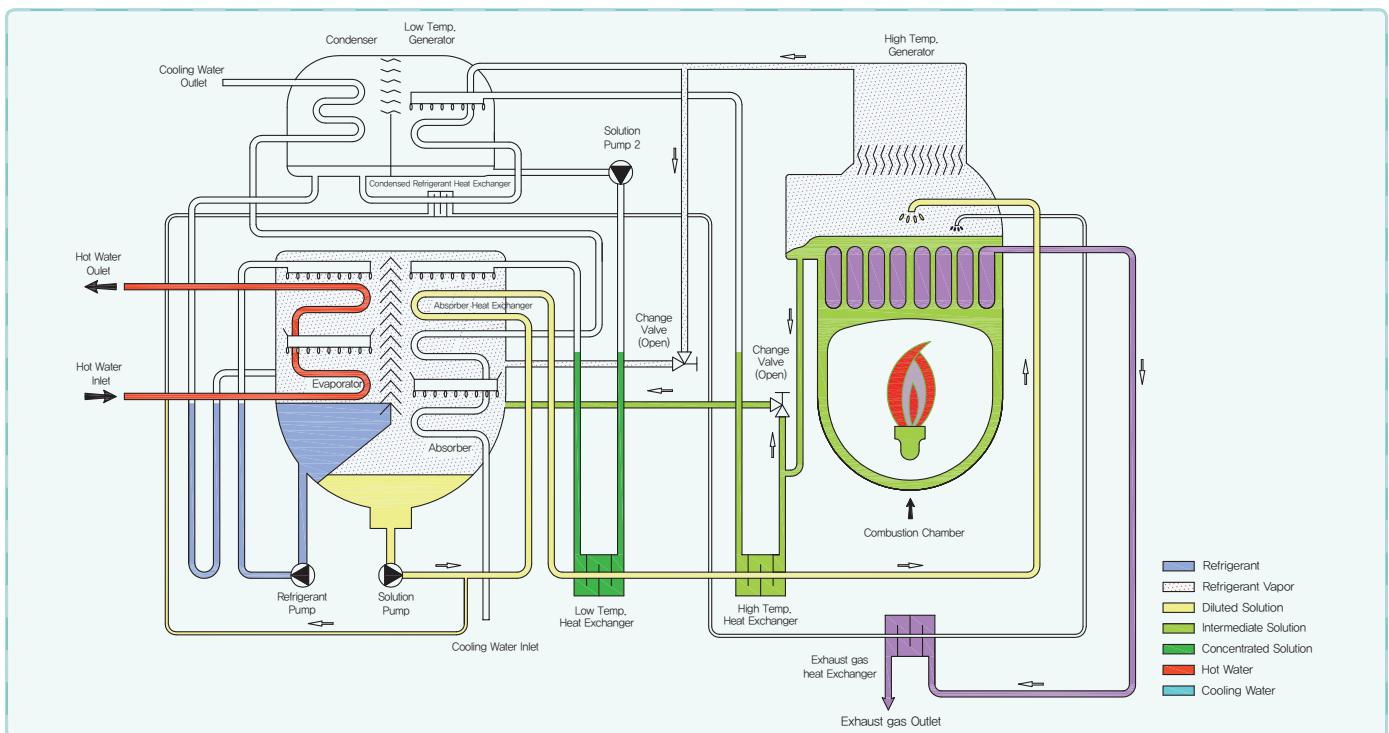 Low Temp.
Generator
Condenser
High Temp.
Generator
Cooling Water
Outlet
Solution
Pump 2
Condensed Refrigerant Heat Exchanger
Hot Water
Oulet
Absorber Heat Exchanger
Change
Valve
(Open)
Change
Valve
(Open)
Hot Water
Inlet
Evaporator
Absorber
Combustion Chamber
Refrigerant
Pump
Solution
Pump
Low Temp.
Heat Exchanger
High Temp.
Heat Exchanger
Cooling Water Inlet
Exhaust gas
heat Exchanger
Exhaust gas Outlet
Refrigerant
Refrigerant Vapor
Diluted Solution
Intermediate Solution
Concentrated Solution
Hot Water
Cooling Water